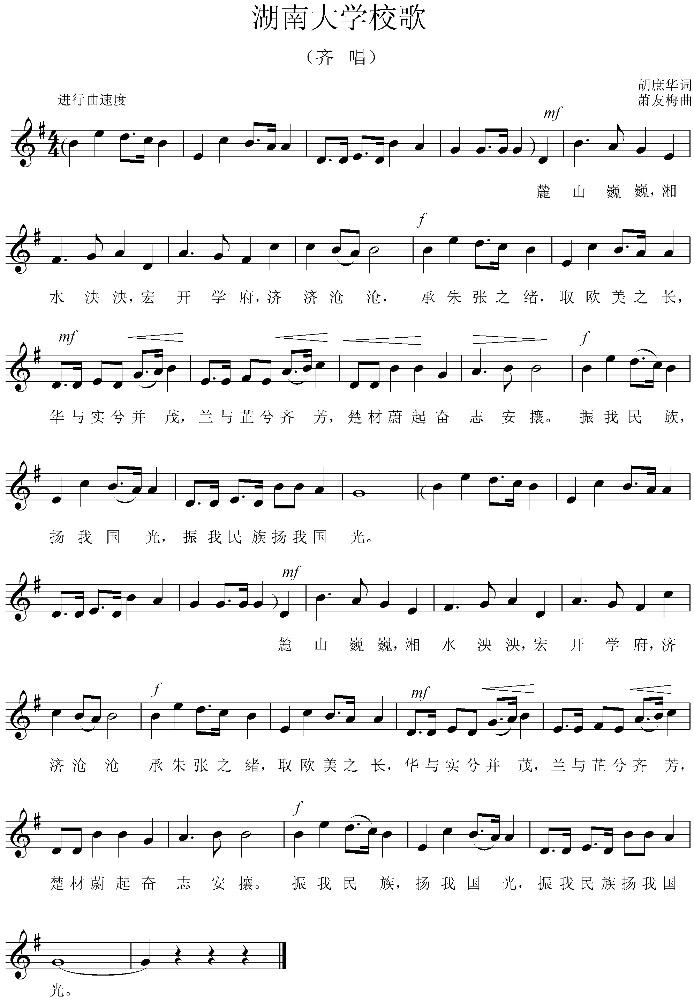 湖南大学校歌
（齐 唱）
胡庶华词
进行曲速度
萧友梅曲
mf
麓 山 巍 巍，湘
f
水 泱 泱，宏 开 学 府，济 济 沧 沧， 承 朱 张 之 绪， 取 欧 美 之 长，
mf f
华 与 实 兮 并 茂， 兰 与 芷 兮 齐 芳， 楚 材 蔚 起 奋 志 安 攘。 振 我 民 族，
扬 我 国 光， 振 我 民 族 扬 我 国 光。
mf
麓 山 巍 巍，湘 水 泱 泱，宏 开 学 府，济
f mf
济 沧 沧 承 朱 张 之 绪， 取 欧 美 之 长， 华 与 实 兮 并 茂， 兰 与 芷 兮 齐 芳，
f
楚 材 蔚 起 奋 志 安 攘。 振 我 民 族， 扬 我 国 光， 振 我 民 族 扬 我 国
光。